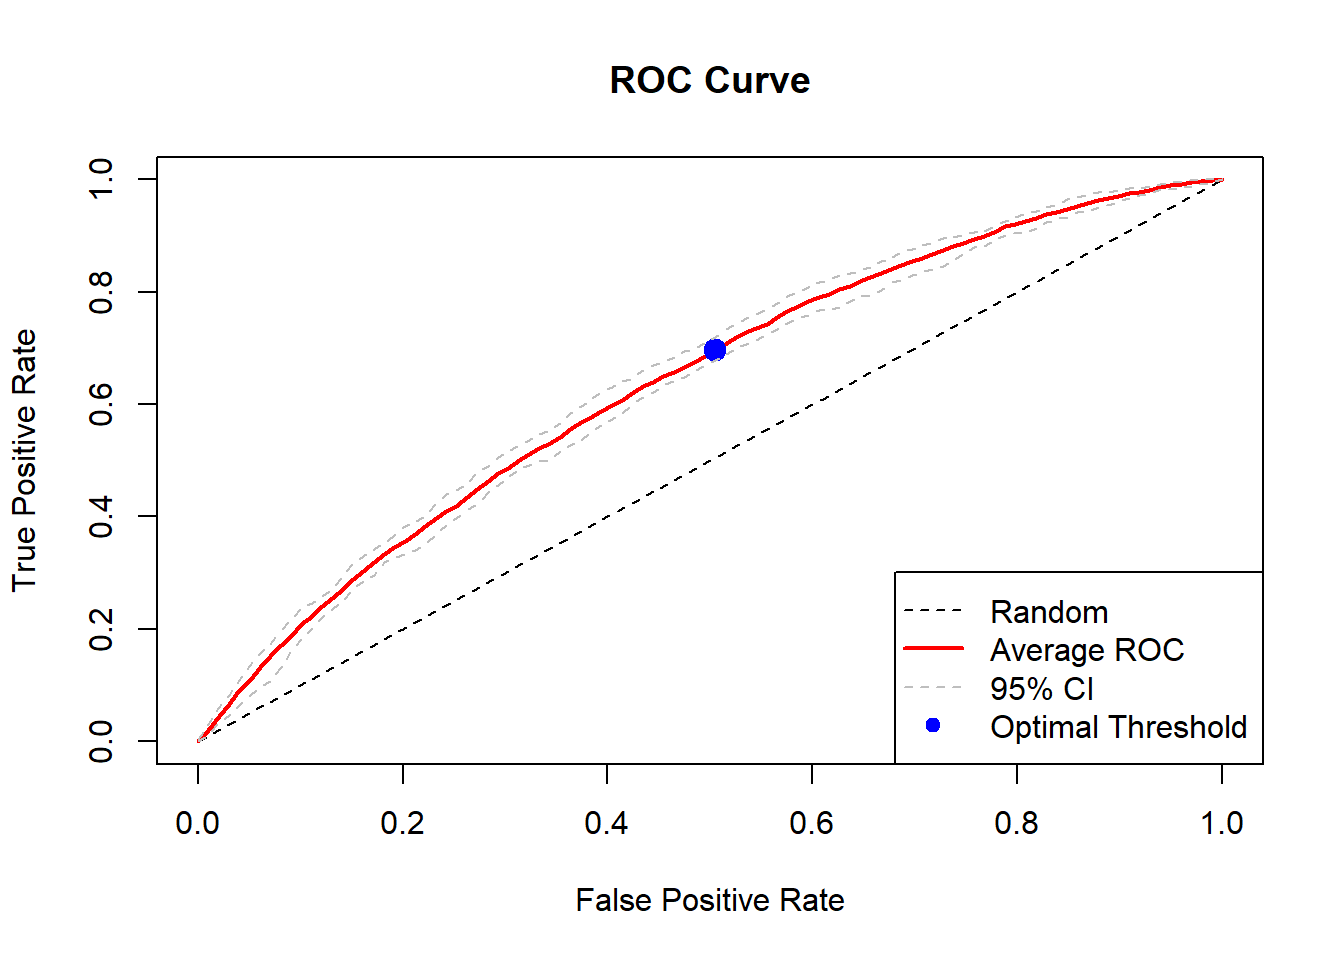 ROC Curve
True Positive Rate
1.0
0.8
0.6
0.4
0.2
0.0
0.0 0.2 0.4 0.6 0.8 1.0
False Positive Rate
Random
Average ROC
95% CI
Optimal Threshold